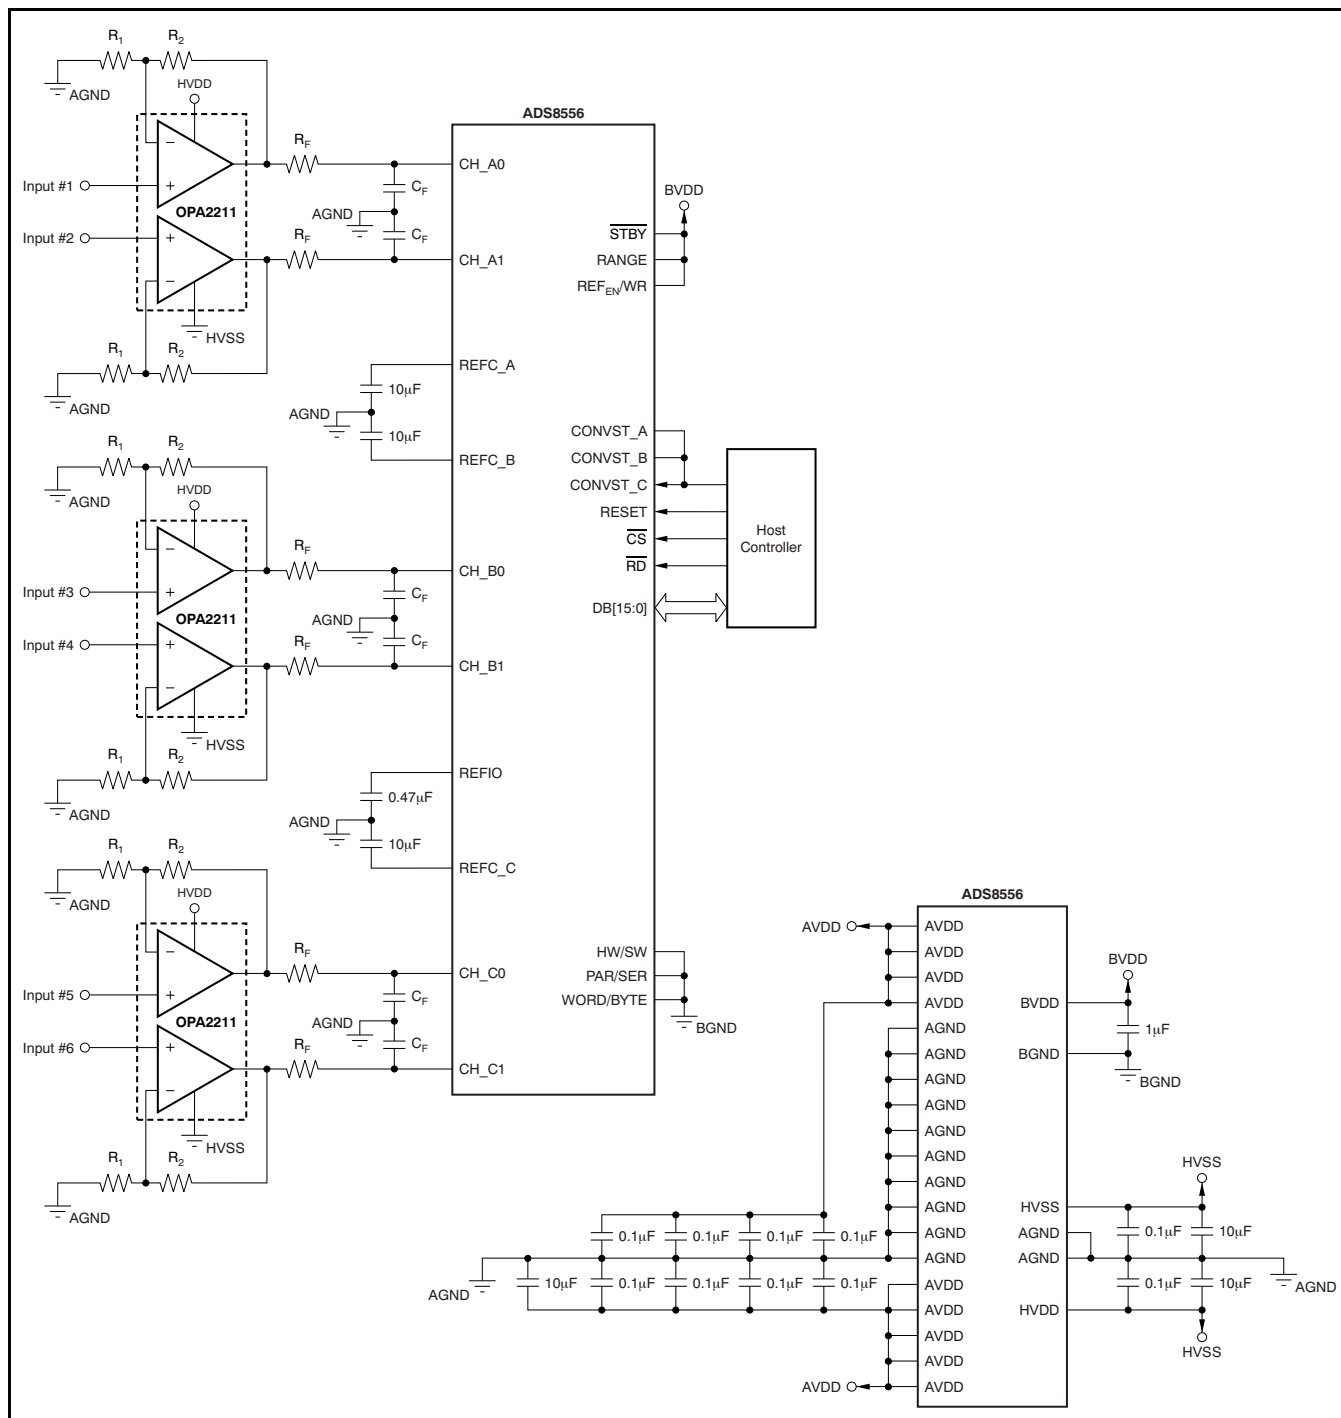 R1 R2
HVDD
AGND
ADS8556
RF
CH_A0
Input #1
CF
BVDD
OPA2211
AGND
STBY
Input #2
RF
CF
CH_A1
RANGE
REFEN/WR
HVSS
R1 R2
REFC_A
10µF
AGND
AGND
10µF
CONVST_A
R1 R2
REFC_B
CONVST_B
CONVST_C
HVDD
AGND
RESET
Host
Controller
CS
RF
RD
CH_B0
Input #3
CF
DB[15:0]
OPA2211
AGND
Input #4
RF
CF
CH_B1
HVSS
R1 R2
REFIO
0.47µF
AGND
AGND
10µF
R1 R2
REFC_C
HVDD
AGND
ADS8556
AVDD
AVDD
RF
HW/SW
AVDD
CH_C0
PAR/SER
AVDD
BVDD
Input #5
CF
WORD/BYTE
AVDD
BVDD
OPA2211
AGND
BGND
AGND
1µF
Input #6
RF
CF
AGND
BGND
CH_C1
AGND
BGND
AGND
HVSS
AGND
R1 R2
AGND
HVSS
AGND
AGND
AGND
HVSS
0.1µF 0.1µF 0.1µF 0.1µF
AGND
AGND
0.1µF
10µF
AGND
AGND
AGND
10µF 0.1µF 0.1µF 0.1µF 0.1µF
AVDD
0.1µF
10µF
AGND
AVDD
HVDD
AVDD
HVSS
AVDD
AVDD
AVDD